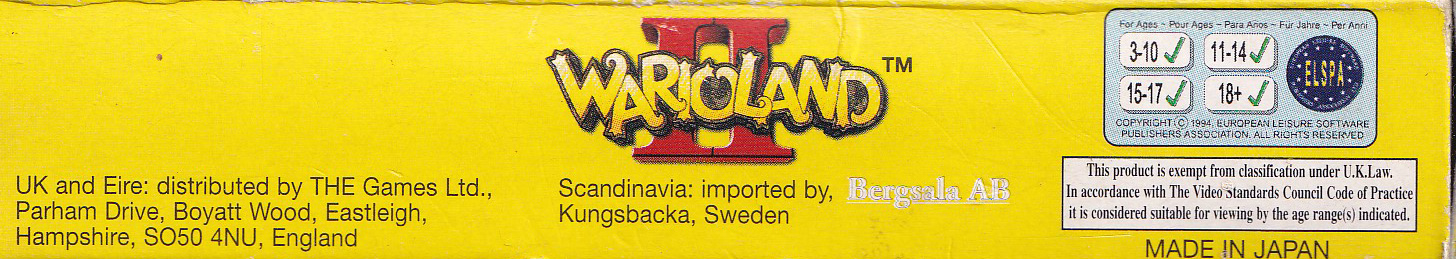 WARIOLAND II ™
For Ages ~ Pour Ages ~ Para Años ~ Für Jahre ~ Per Anni
3-10 ✓ 11-14 ✓
15-17 ✓ 18+ ✓
ELSPA
COPYRIGHT © 1994, EUROPEAN LEISURE SOFTWARE
PUBLISHERS ASSOCIATION. ALL RIGHTS RESERVED
UK and Eire: distributed by THE Games Ltd.,
Parham Drive, Boyatt Wood, Eastleigh,
Hampshire, SO50 4NU, England
Scandinavia: imported by, Bergsala AB
Kungsbacka, Sweden
This product is exempt from classification under U.K.Law.
In accordance with The Video Standards Council Code of Practice
it is considered suitable for viewing by the age range(s) indicated.
MADE IN JAPAN